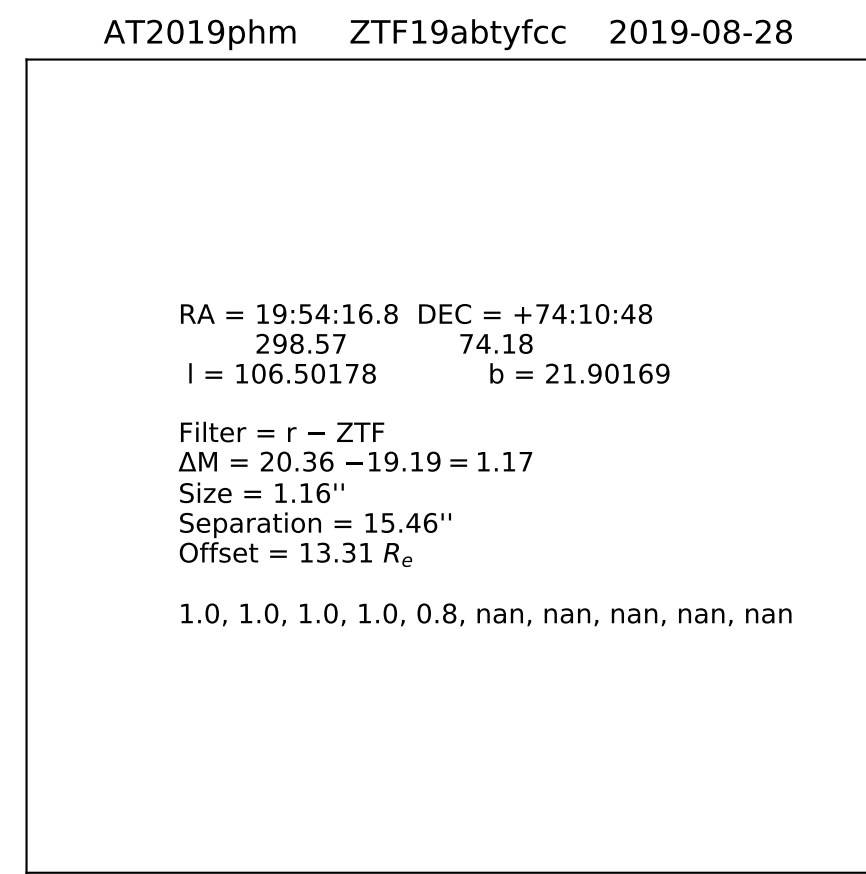 AT2019phm ZTF19abtyfcc 2019-08-28
RA = 19:54:16.8 DEC = +74:10:48
298.57 74.18
l = 106.50178 b = 21.90169
Filter = r − ZTF
ΔM = 20.36 −19.19 = 1.17
Size = 1.16''
Separation = 15.46''
Offset = 13.31 Rₑ
1.0, 1.0, 1.0, 1.0, 0.8, nan, nan, nan, nan, nan